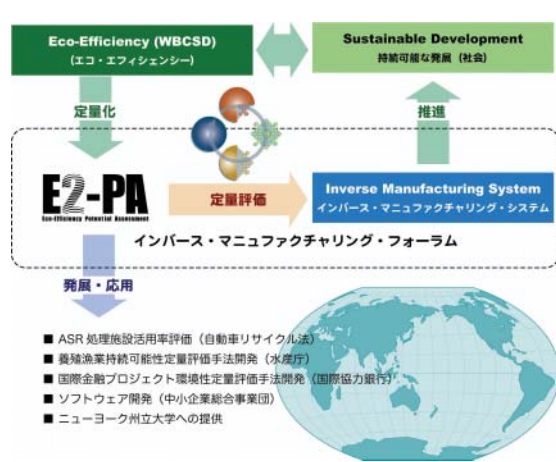 Eco-Efficiency (WBCSD)
(エコ・エフィシェンシー)
Sustainable Development
持続可能な発展（社会）
定量化
推進
E2-PA
Eco-Efficiency Potential Assessment
定量評価
Inverse Manufacturing System
インバース・マニュファクチャリング・システム
インバース・マニュファクチャリング・フォーラム
発展・応用
■ ASR 処理施設活用率評価（自動車リサイクル法）
■ 養殖漁業持続可能性定量評価手法開発（水産庁）
■ 国際金融プロジェクト環境性定量評価手法開発（国際協力銀行）
■ ソフトウェア開発（中小企業総合事業団）
■ ニューヨーク州立大学への提供